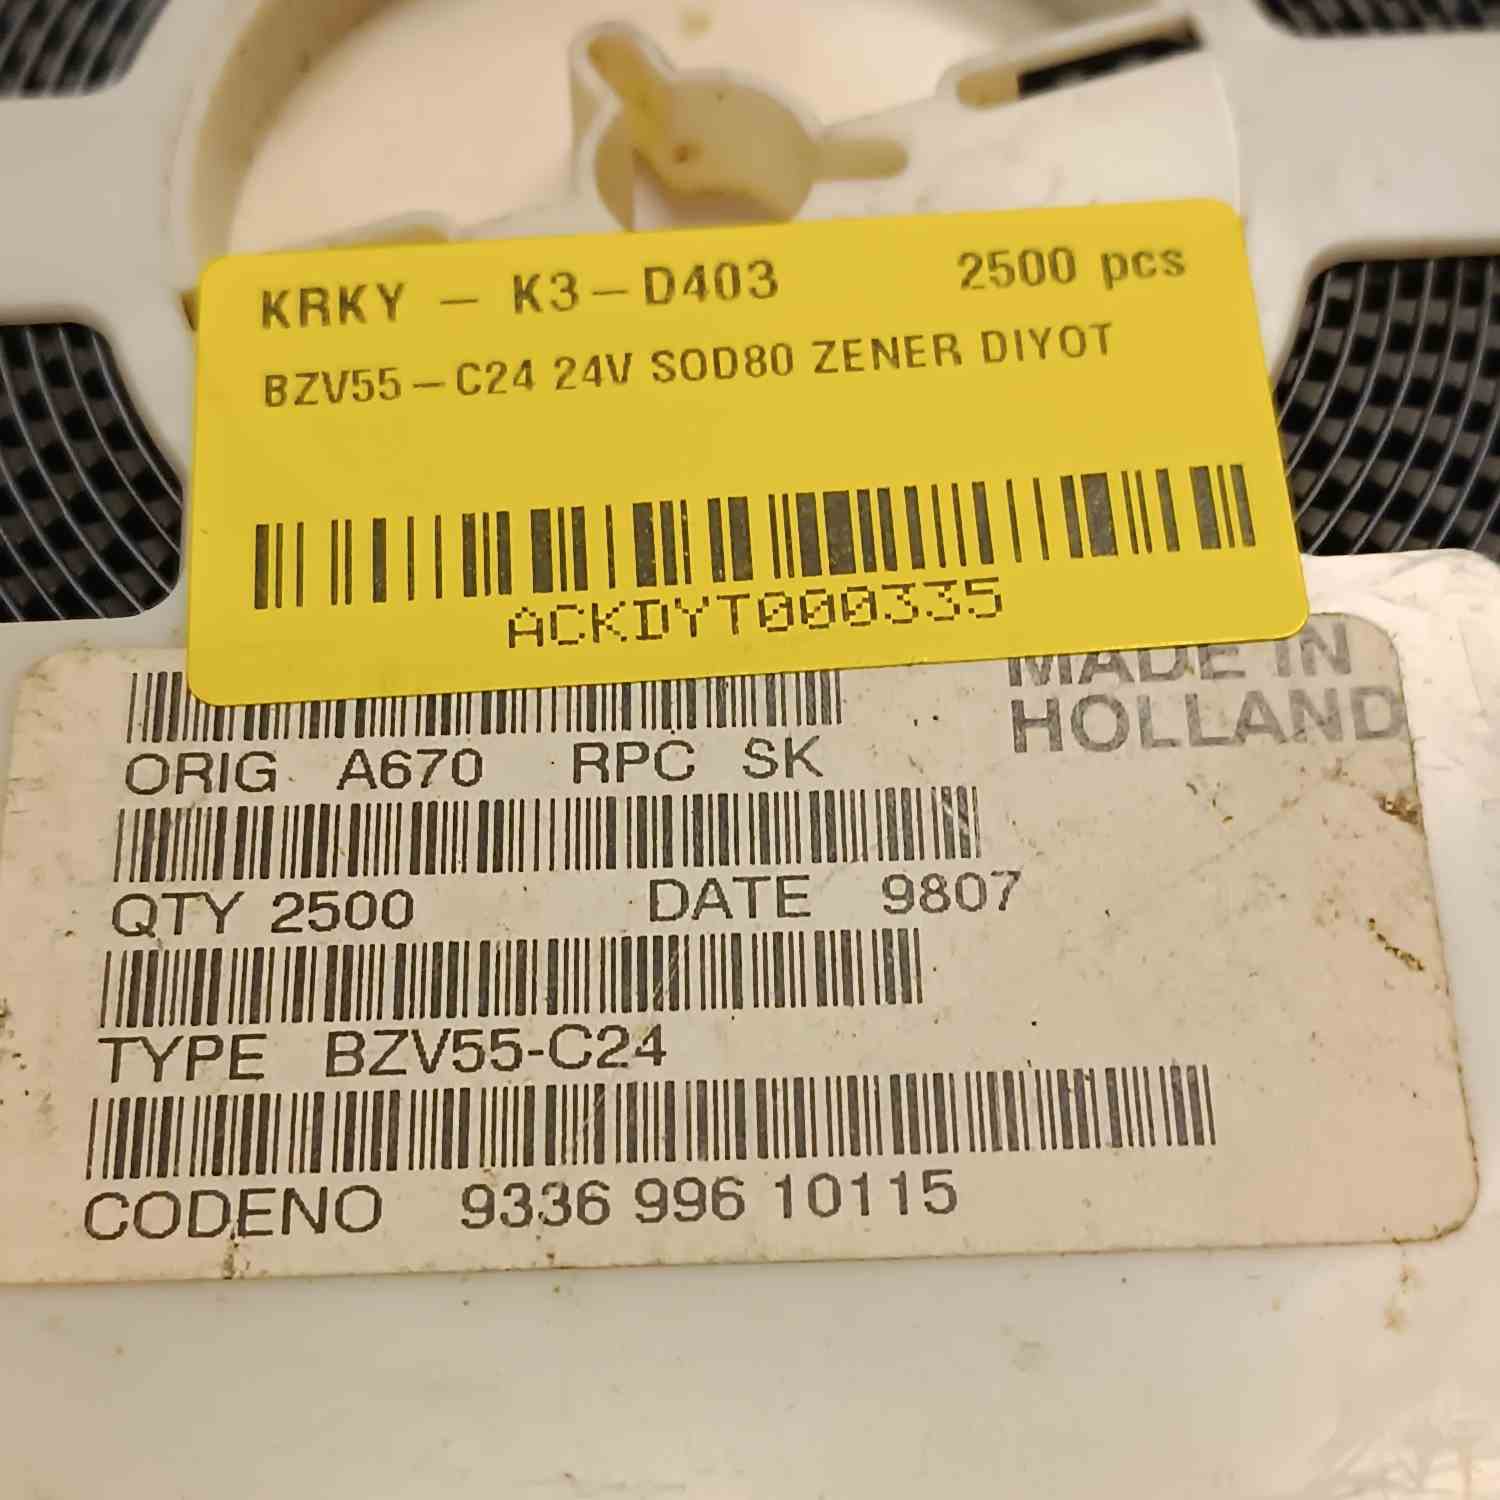 KRKY - K3-D403 2500 pcs
BZV55-C24 24V SOD80 ZENER DIYOT
ACKDYT000335
MADE IN
HOLLAND
ORIG A670 RPC SK
QTY 2500 DATE 9807
TYPE BZV55-C24
CODENO 9336 996 10115